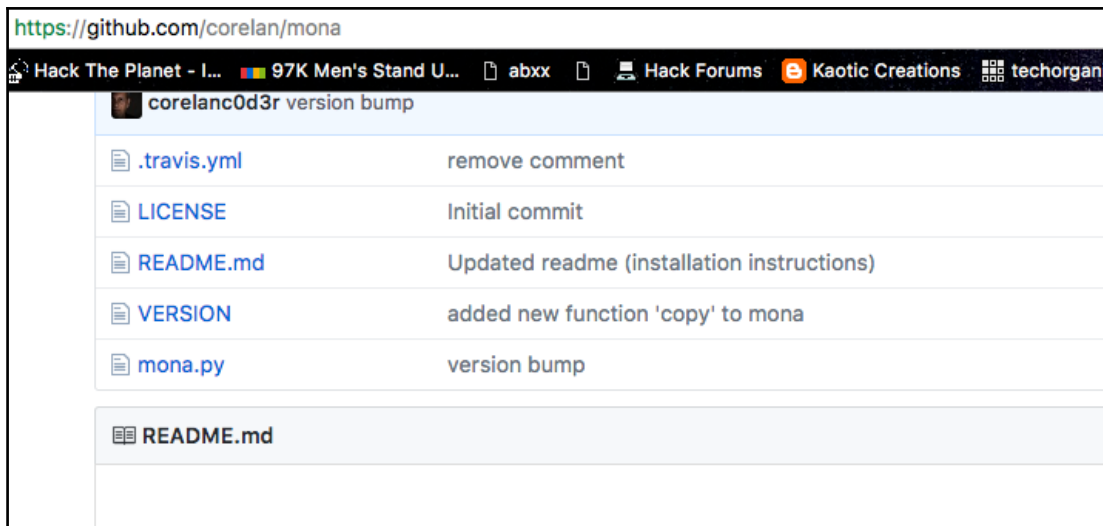 https://github.com/corelan/mona
Hack The Planet - I... 97K Men's Stand U... abxx Hack Forums Kaotic Creations techorgan
corelanc0d3r version bump
.travis.yml remove comment
LICENSE Initial commit
README.md Updated readme (installation instructions)
VERSION added new function 'copy' to mona
mona.py version bump
README.md